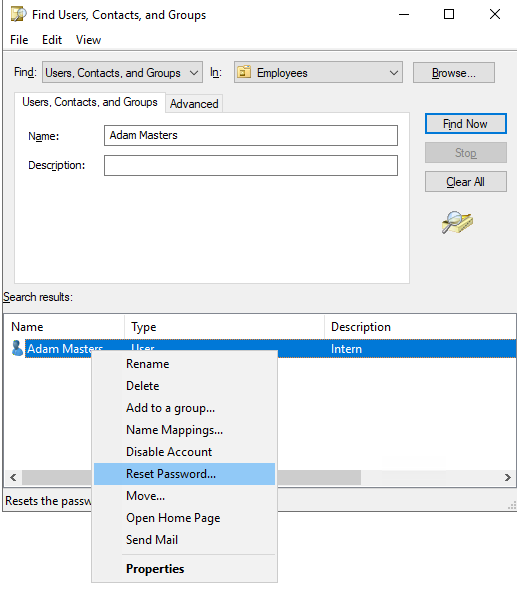 Find Users, Contacts, and Groups
File Edit View
Find: Users, Contacts, and Groups In: Employees Browse...
Users, Contacts, and Groups Advanced
Name: Adam Masters
Description:
Find Now
Stop
Clear All
Search results:
Name Type Description
Adam Masters User Intern
Rename
Delete
Add to a group...
Name Mappings...
Disable Account
Reset Password...
Move...
Open Home Page
Send Mail
Properties
Resets the passw